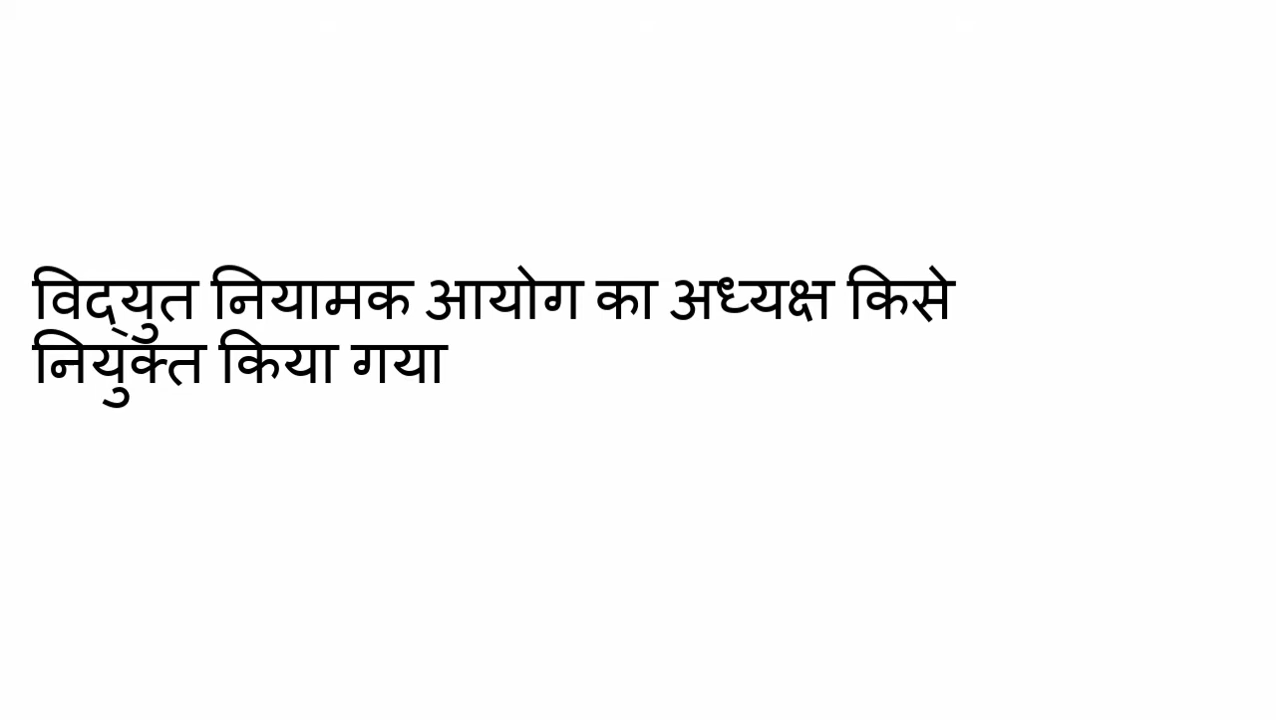 विद्युत नियामक आयोग का अध्यक्ष किसे
नियुक्त किया गया